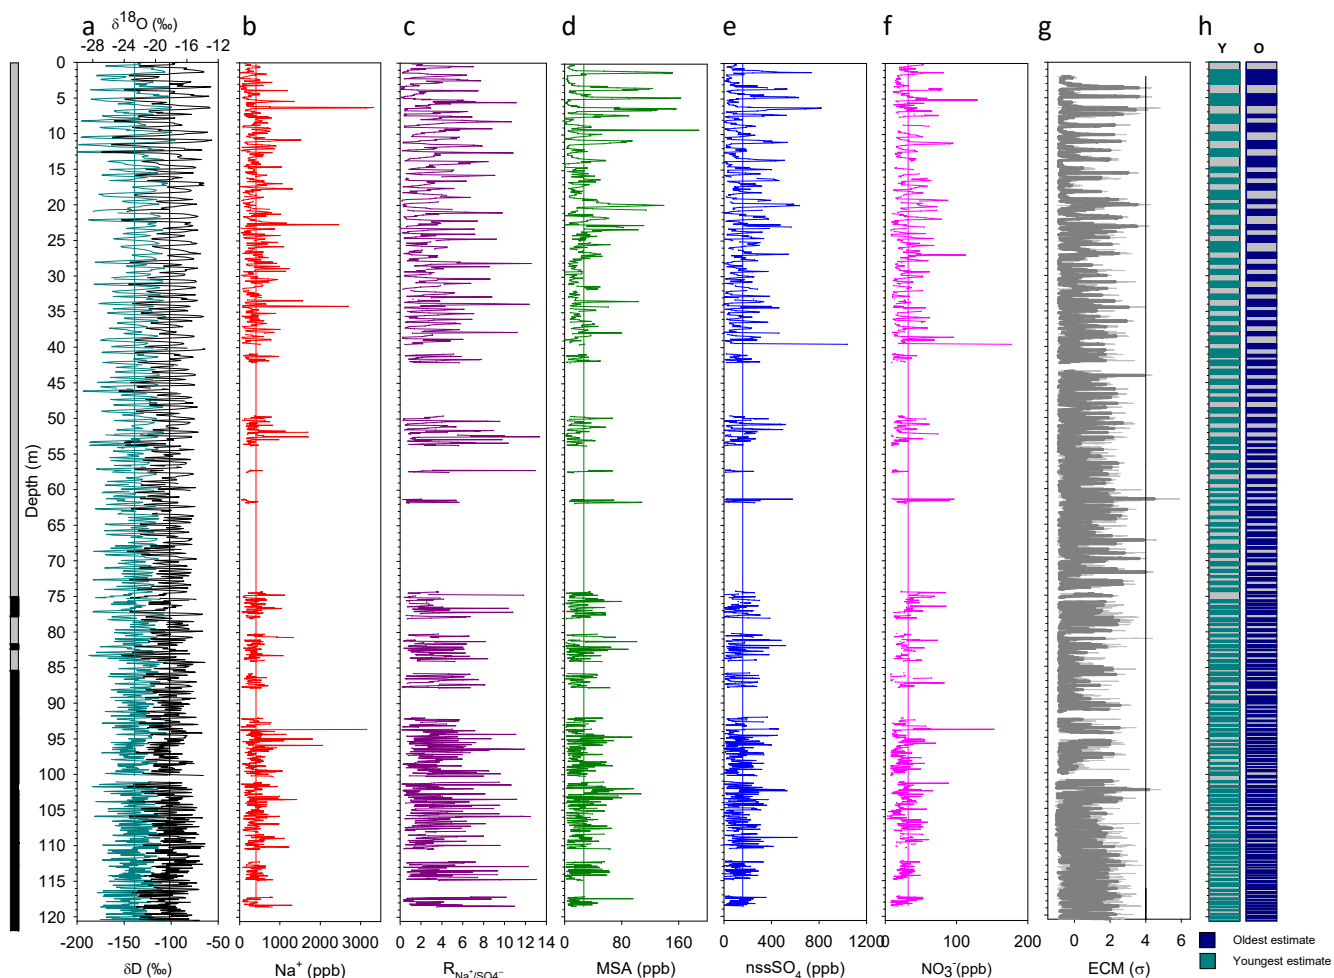 a b c d e f g h
δ¹⁸O (‰)
-28 -24 -20 -16 -12
Y O
0
5
10
15
20
25
30
35
40
45
50
55
60
65
70
75
80
85
90
95
100
105
110
115
120
Depth (m)
-200 -150 -100 -50
δD (‰)
0 1000 2000 3000
Na⁺ (ppb)
0 2 4 6 8 10 12 14
R Na⁺/SO4⁻
0 80 160
MSA (ppb)
0 400 800 1200
nssSO₄ (ppb)
0 100 200
NO₃⁻(ppb)
0 2 4 6
ECM (σ)
Oldest estimate
Youngest estimate